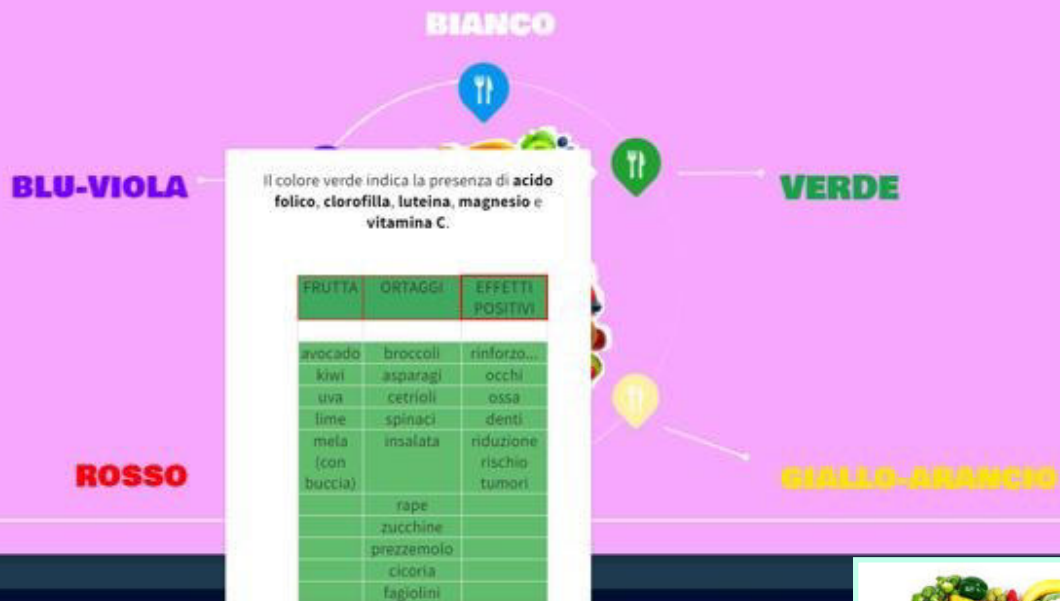 BIANCO
BLU-VIOLA
VERDE
Il colore verde indica la presenza di acido
folico, clorofilla, luteina, magnesio e
vitamina C.
FRUTTA ORTAGGI EFFETTI
POSITIVI
avocado broccoli rinforzo...
kiwi asparagi occhi
uva cetrioli ossa
lime spinaci denti
mela insalata riduzione
(con rischio
buccia) tumori
rape
zucchine
prezzemolo
cicoria
fagiolini
ROSSO
GIALLO-ARANCIO